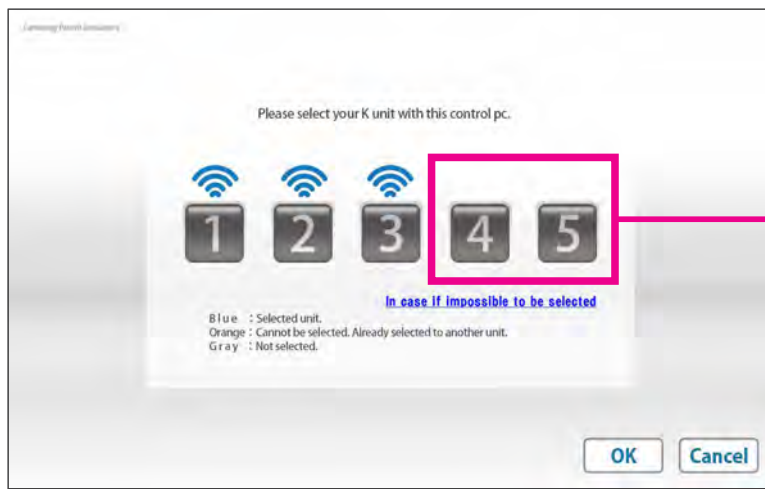 Please select your K unit with this control pc.
1 2 3 4 5
In case if impossible to be selected
Blue : Selected unit.
Orange : Cannot be selected. Already selected to another unit.
Gray : Not selected.
OK Cancel